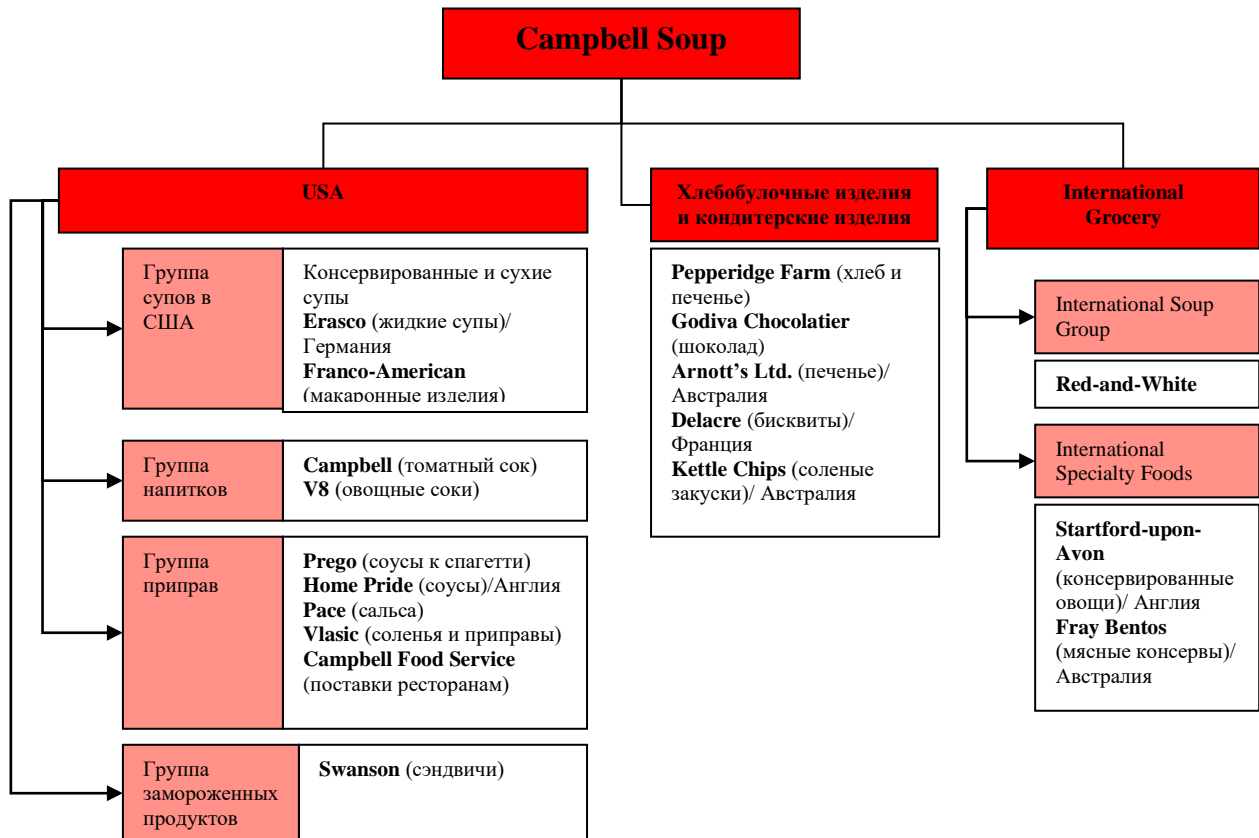 Campbell Soup
USA
Группа
супов в
США
Консервированные и сухие
супы
Erasco (жидкие супы)/
Германия
Franco-American
(макаронные изделия)
Группа
напитков
Campbell (томатный сок)
V8 (овощные соки)
Группа
приправ
Prego (соусы к спагетти)
Home Pride (соусы)/Англия
Pace (сальса)
Vlasic (соленья и приправы)
Campbell Food Service
(поставки ресторанам)
Группа
замороженных
продуктов
Swanson (сэндвичи)
Хлебобулочные изделия
и кондитерские изделия
Pepperidge Farm (хлеб и
печенье)
Godiva Chocolatier
(шоколад)
Arnott’s Ltd. (печенье)/
Австралия
Delacre (бисквиты)/
Франция
Kettle Chips (соленые
закуски)/ Австралия
International
Grocery
International Soup
Group
Red-and-White
International
Specialty Foods
Startford-upon-
Avon
(консервированные
овощи)/ Англия
Fray Bentos
(мясные консервы)/
Австралия